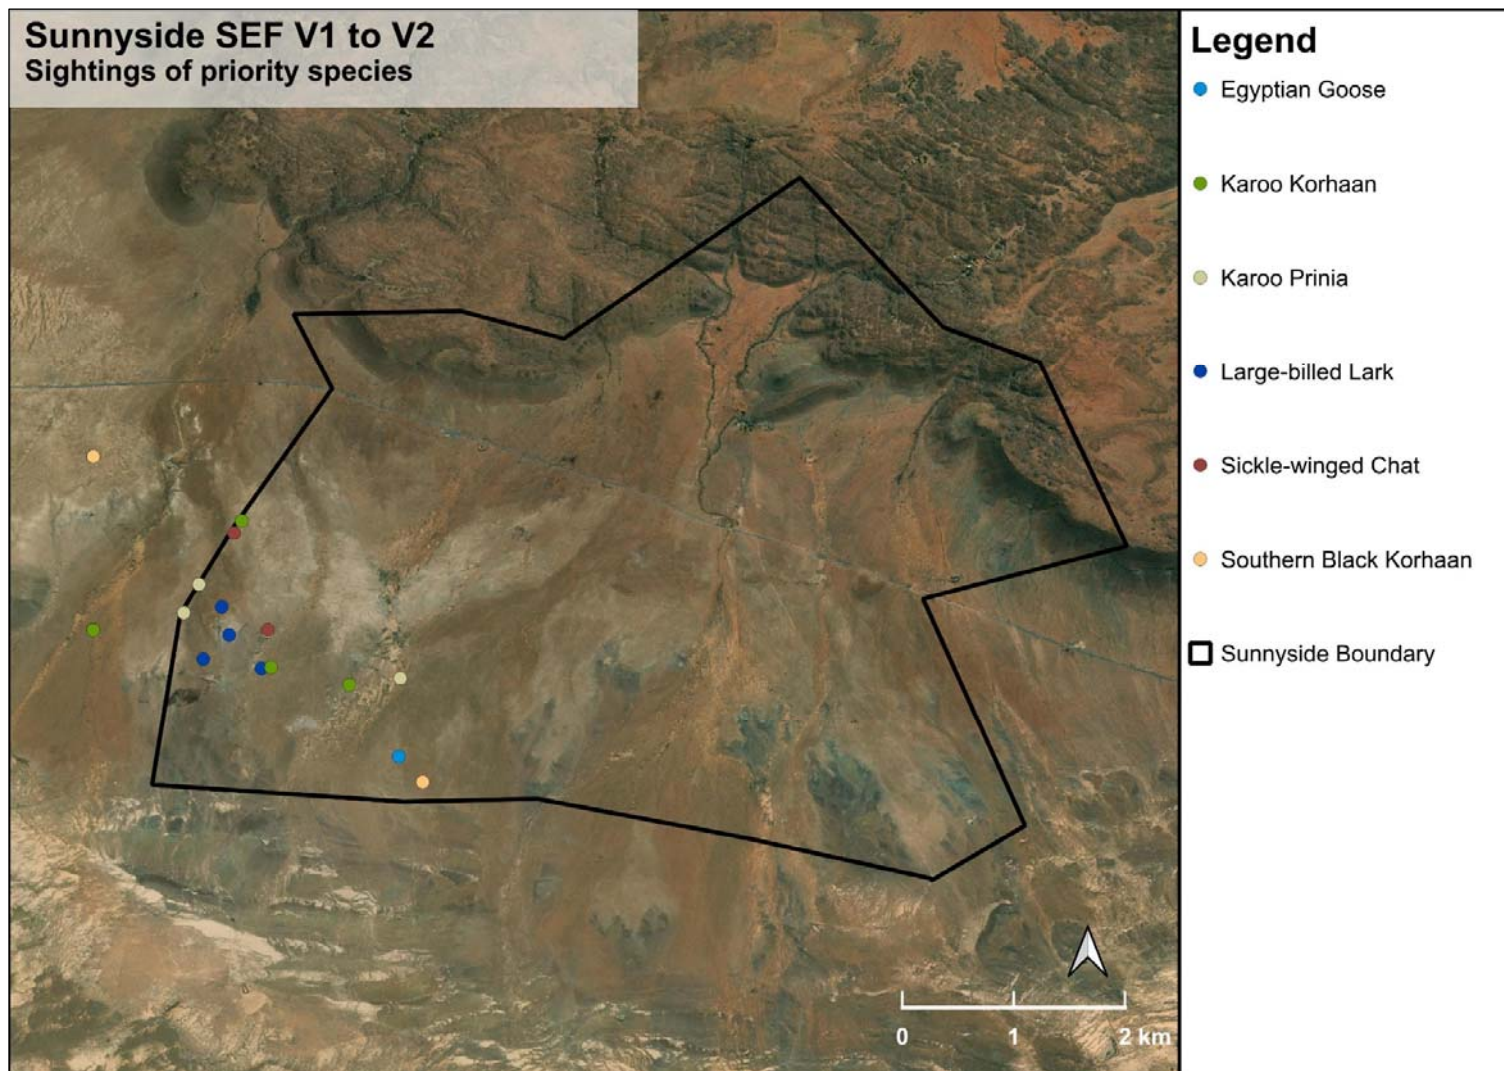 Sunnyside SEF V1 to V2
Sightings of priority species
Legend
Egyptian Goose
Karoo Korhaan
Karoo Prinia
Large-billed Lark
Sickle-winged Chat
Southern Black Korhaan
Sunnyside Boundary
0 1 2 km